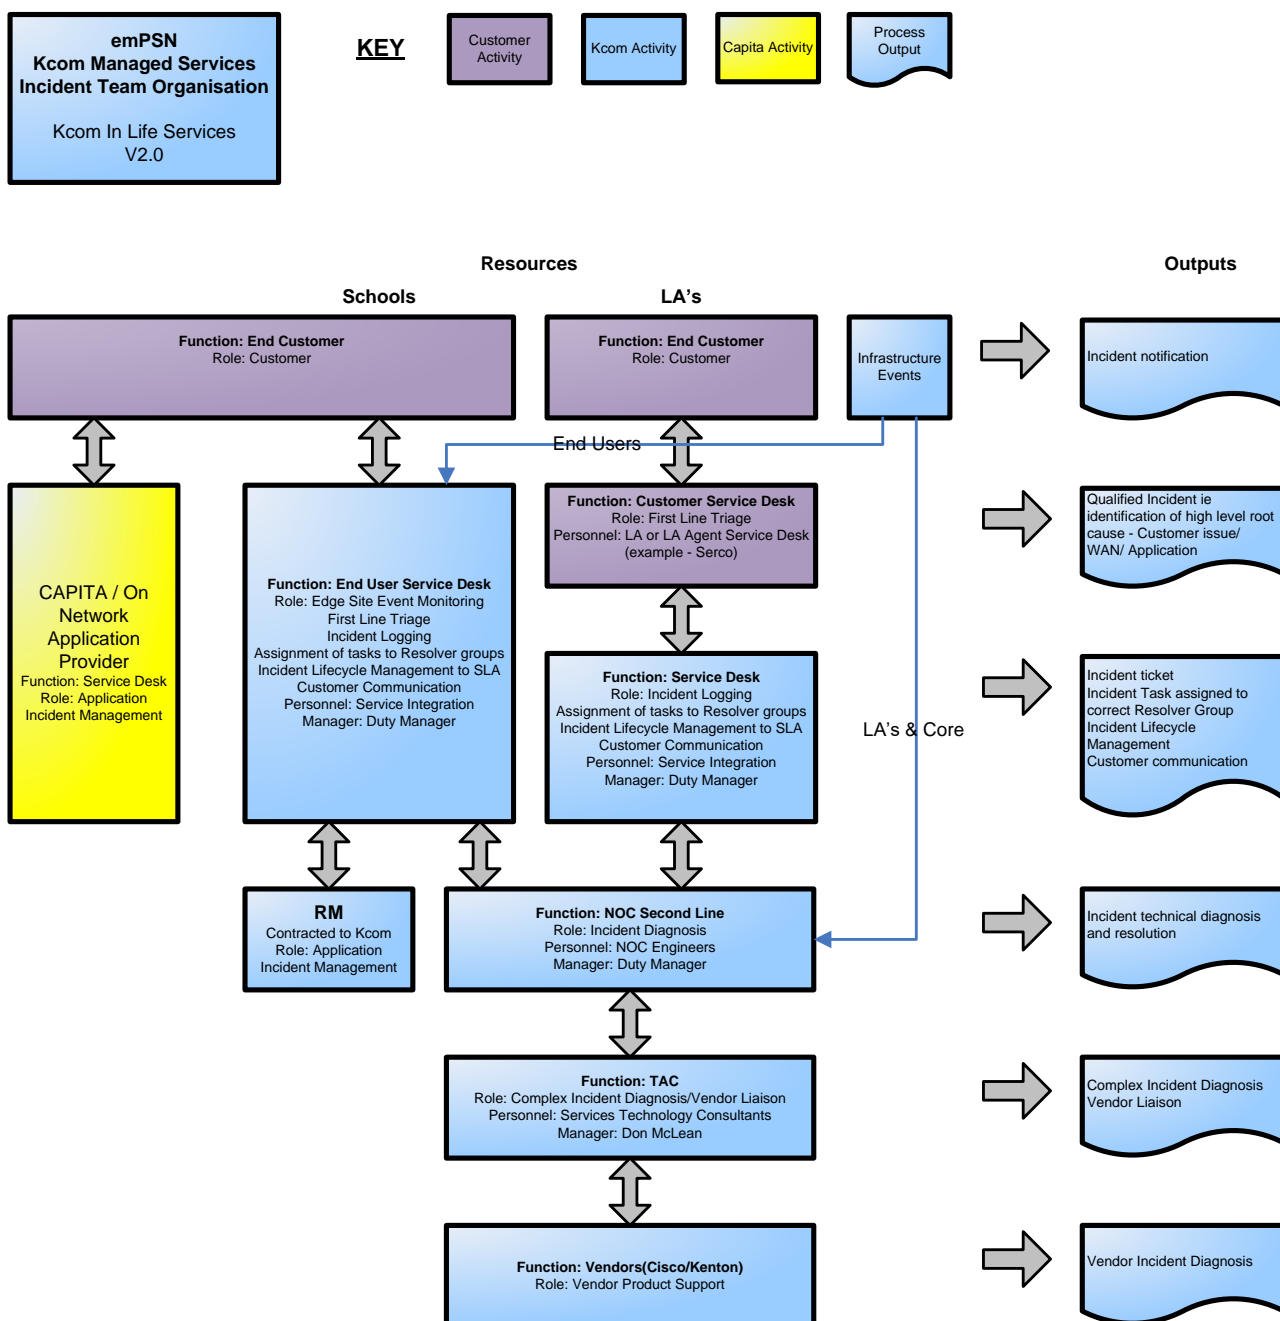 emPSN
Kcom Managed Services
Incident Team Organisation
Kcom In Life Services
V2.0
KEY
Customer
Activity
Kcom Activity
Capita Activity
Process
Output
Resources
Outputs
Schools
LA's
Function: End Customer
Role: Customer
Function: End Customer
Role: Customer
Infrastructure
Events
Incident notification
End Users
CAPITA / On
Network
Application
Provider
Function: Service Desk
Role: Application
Incident Management
Function: End User Service Desk
Role: Edge Site Event Monitoring
First Line Triage
Incident Logging
Assignment of tasks to Resolver groups
Incident Lifecycle Management to SLA
Customer Communication
Personnel: Service Integration
Manager: Duty Manager
Function: Customer Service Desk
Role: First Line Triage
Personnel: LA or LA Agent Service Desk
(example - Serco)
Qualified Incident ie
identification of high level root
cause - Customer issue/
WAN/ Application
Function: Service Desk
Role: Incident Logging
Assignment of tasks to Resolver groups
Incident Lifecycle Management to SLA
Customer Communication
Personnel: Service Integration
Manager: Duty Manager
LA's & Core
Incident ticket
Incident Task assigned to
correct Resolver Group
Incident Lifecycle
Management
Customer communication
RM
Contracted to Kcom
Role: Application
Incident Management
Function: NOC Second Line
Role: Incident Diagnosis
Personnel: NOC Engineers
Manager: Duty Manager
Incident technical diagnosis
and resolution
Function: TAC
Role: Complex Incident Diagnosis/Vendor Liaison
Personnel: Services Technology Consultants
Manager: Don McLean
Complex Incident Diagnosis
Vendor Liaison
Function: Vendors(Cisco/Kenton)
Role: Vendor Product Support
Vendor Incident Diagnosis